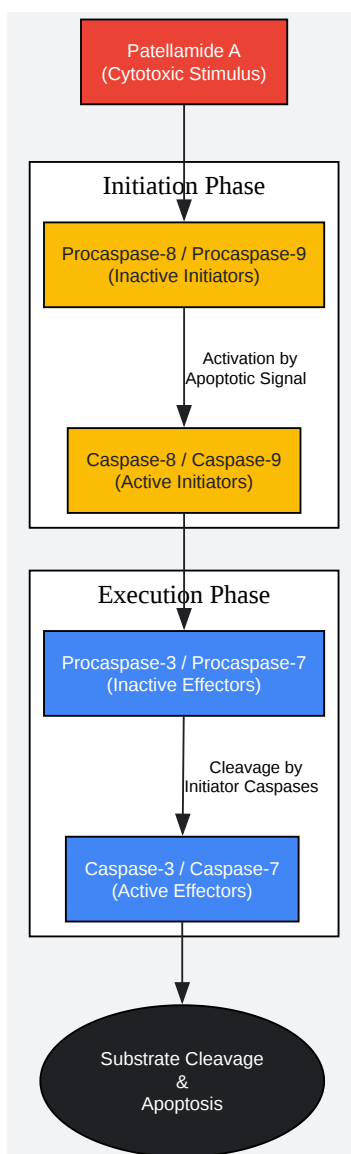 Patellamide A
(Cytotoxic Stimulus)
Initiation Phase
Procaspase-8 / Procaspase-9
(Inactive Initiators)
Activation by
Apoptotic Signal
Caspase-8 / Caspase-9
(Active Initiators)
Execution Phase
Procaspase-3 / Procaspase-7
(Inactive Effectors)
Cleavage by
Initiator Caspases
Caspase-3 / Caspase-7
(Active Effectors)
Substrate Cleavage
&
Apoptosis